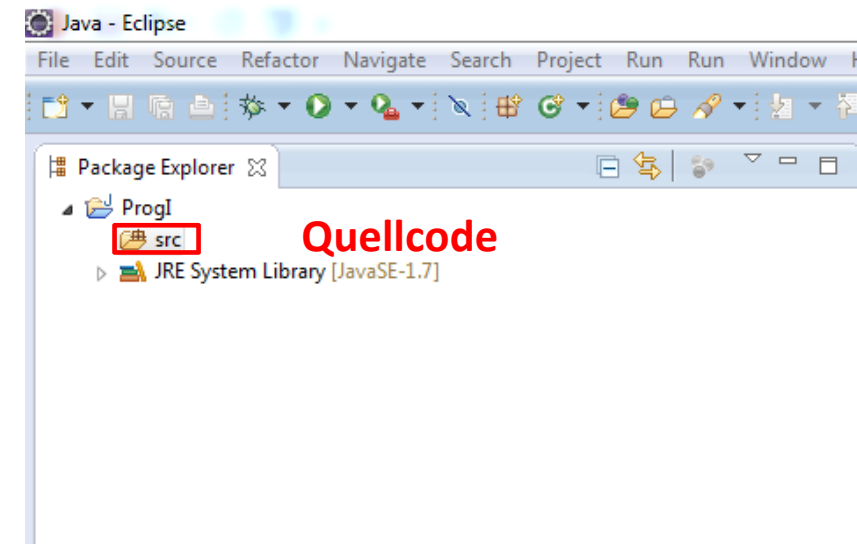 Java - Eclipse
File Edit Source Refactor Navigate Search Project Run Run Window
Package Explorer
ProgI
src Quellcode
JRE System Library [JavaSE-1.7]